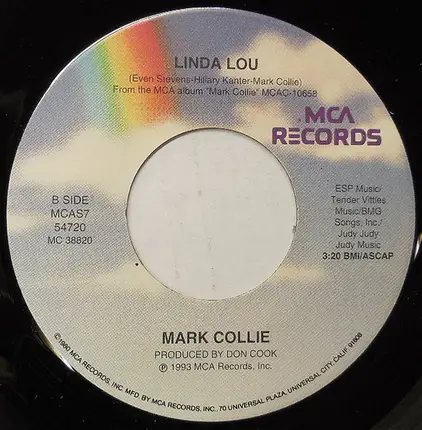 LINDA LOU
(Even Stevens-Hillary Kanter-Mark Collie)
From the MCA album "Mark Collie" MCAC-10658
MCA
RECORDS
B SIDE
MCAS7
54720
MC 38820
ESP Music/
Tender Vittles
Music/BMG
Songs, Inc./
Judy Judy
Judy Music
3:20 BMI/ASCAP
MARK COLLIE
PRODUCED BY DON COOK
℗ 1993 MCA Records, Inc.
©1990 MCA RECORDS, INC. MFD BY MCA RECORDS, INC., 70 UNIVERSAL PLAZA, UNIVERSAL CITY, CALIF. 91608